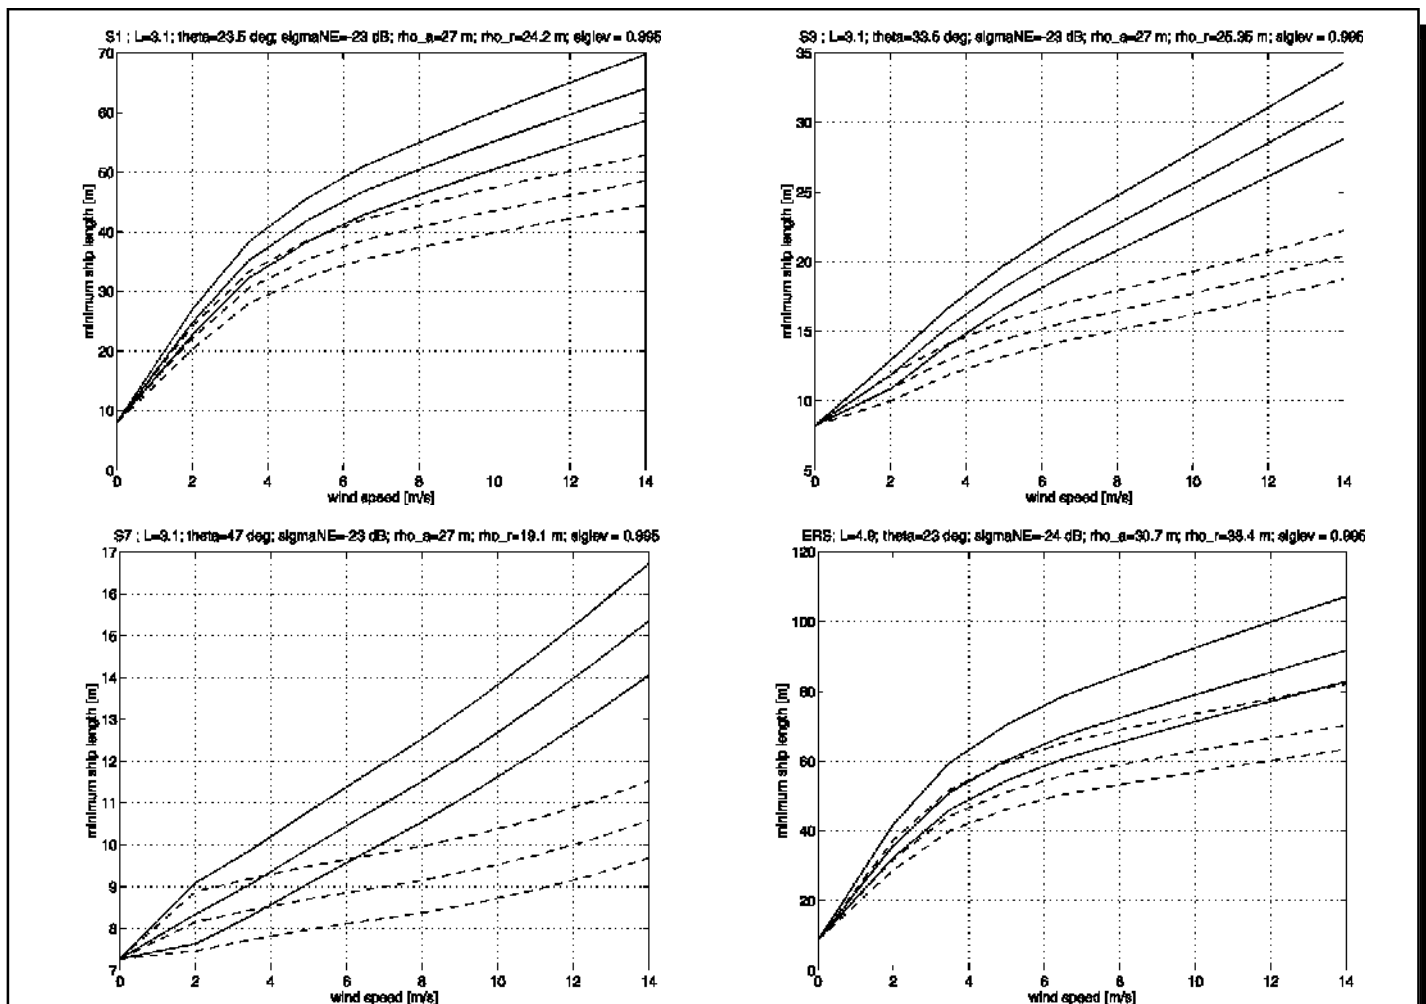 S1 ; L=3.1; theta=23.5 deg; sigmaNE=-23 dB; rho_a=27 m; rho_r=24.2 m; siglev = 0.995
70
60
50
40
30
20
10
0
minimum ship length [m]
0 2 4 6 8 10 12 14
wind speed [m/s]
S3 ; L=3.1; theta=33.5 deg; sigmaNE=-23 dB; rho_a=27 m; rho_r=25.35 m; siglev = 0.995
35
30
25
20
15
10
5
minimum ship length [m]
0 2 4 6 8 10 12 14
wind speed [m/s]
S7 ; L=3.1; theta=47 deg; sigmaNE=-23 dB; rho_a=27 m; rho_r=19.1 m; siglev = 0.995
17
16
15
14
13
12
11
10
9
8
7
minimum ship length [m]
0 2 4 6 8 10 12 14
wind speed [m/s]
ERS; L=4.9; theta=23 deg; sigmaNE=-24 dB; rho_a=30.7 m; rho_r=38.4 m; siglev = 0.995
120
100
80
60
40
20
0
minimum ship length [m]
0 2 4 6 8 10 12 14
wind speed [m/s]